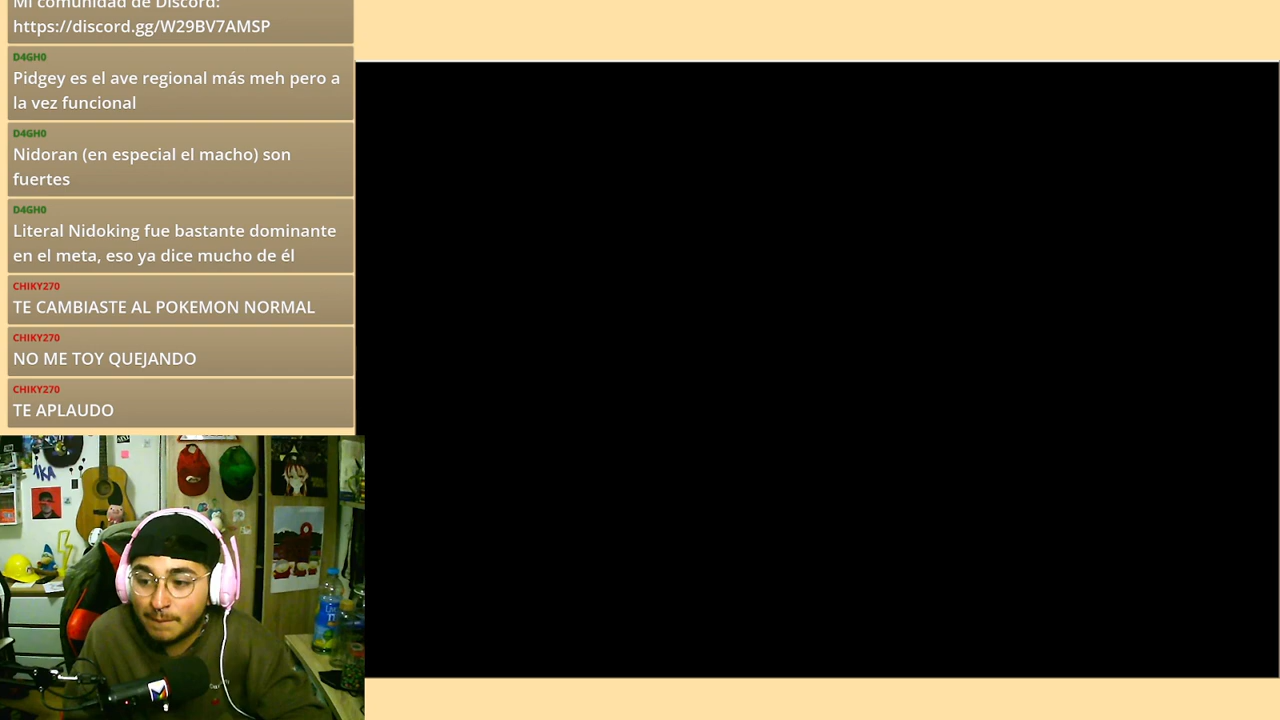 Mi comunidad de Discord:
https://discord.gg/W29BV7AMSP
D4GH0
Pidgey es el ave regional más meh pero a
la vez funcional
D4GH0
Nidoran (en especial el macho) son
fuertes
D4GH0
Literal Nidoking fue bastante dominante
en el meta, eso ya dice mucho de él
CHIKY270
TE CAMBIASTE AL POKEMON NORMAL
CHIKY270
NO ME TOY QUEJANDO
CHIKY270
TE APLAUDO